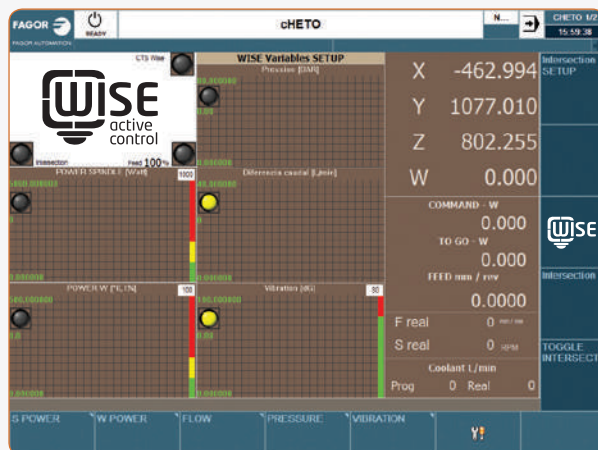 FAGOR
READY
cHETO
N...
CHETO 1/2
15:59:38
FAGOR AUTOMATION
CTS Wise
WISE
active
control
Intersection
Feed 100%
WISE Variables SETUP
Pressión [BAR]
POWER SPINDLE [Watt]
1000
Diferencia caudal [L/min]
POWER W [%,TN]
100
Vibration [dG]
80
X -462.994
Y 1077.010
Z 802.255
W 0.000
COMMAND - W
0.000
TO GO - W
0.000
FEED mm / rev
0.0000
F real 0
S real 0 RPM
Coolant L/min
Prog 0 Real 0
Intersection
SETUP
WISE
Intersection
TOGGLE
INTERSECT
S POWER
W POWER
FLOW
PRESSURE
VIBRATION